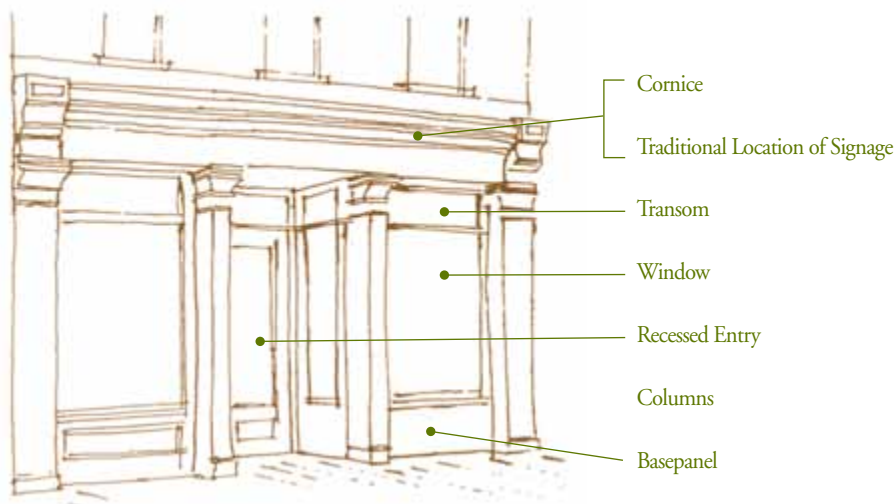 Cornice
Traditional Location of Signage
Transom
Window
Recessed Entry
Columns
Basepanel